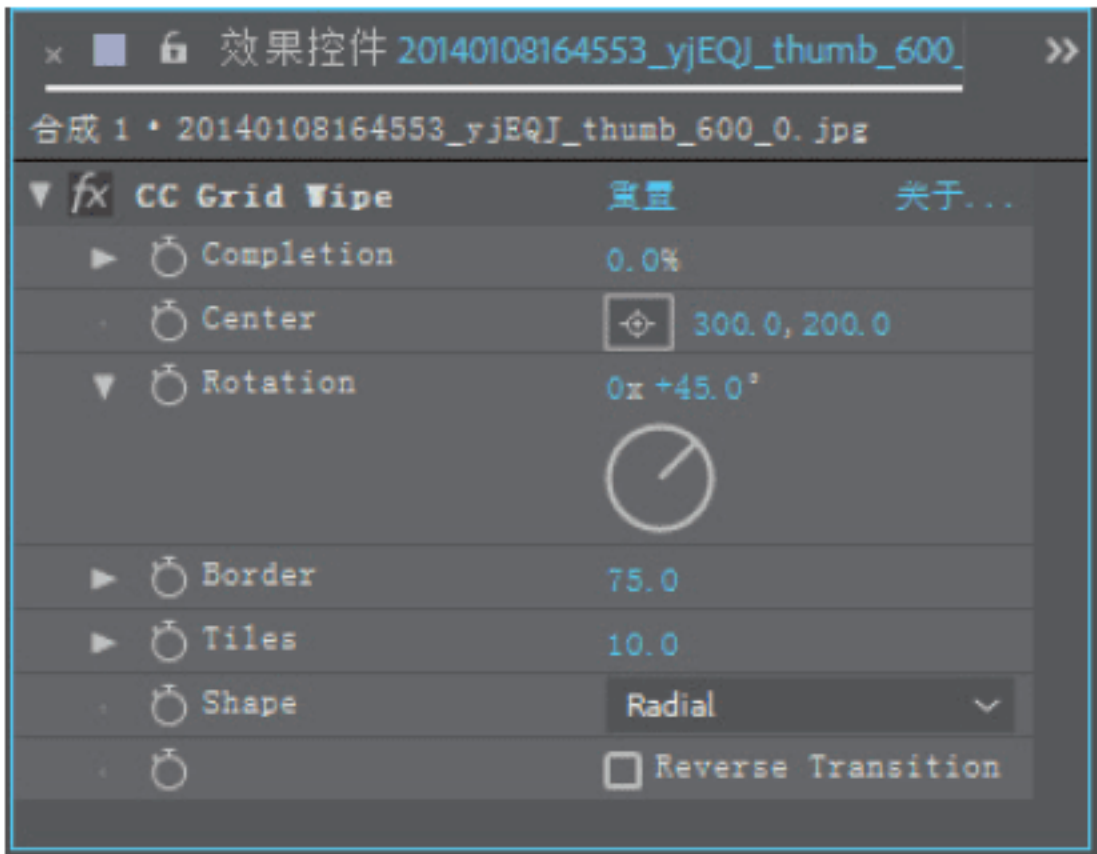 × 效果控件 20140108164553_yjEQJ_thumb_600_ »
合成 1 • 20140108164553_yjEQJ_thumb_600_0.jpg
fx CC Grid Wipe 重置 关于...
Completion 0.0%
Center 300.0,200.0
Rotation 0x +45.0°
Border 75.0
Tiles 10.0
Shape Radial
Reverse Transition